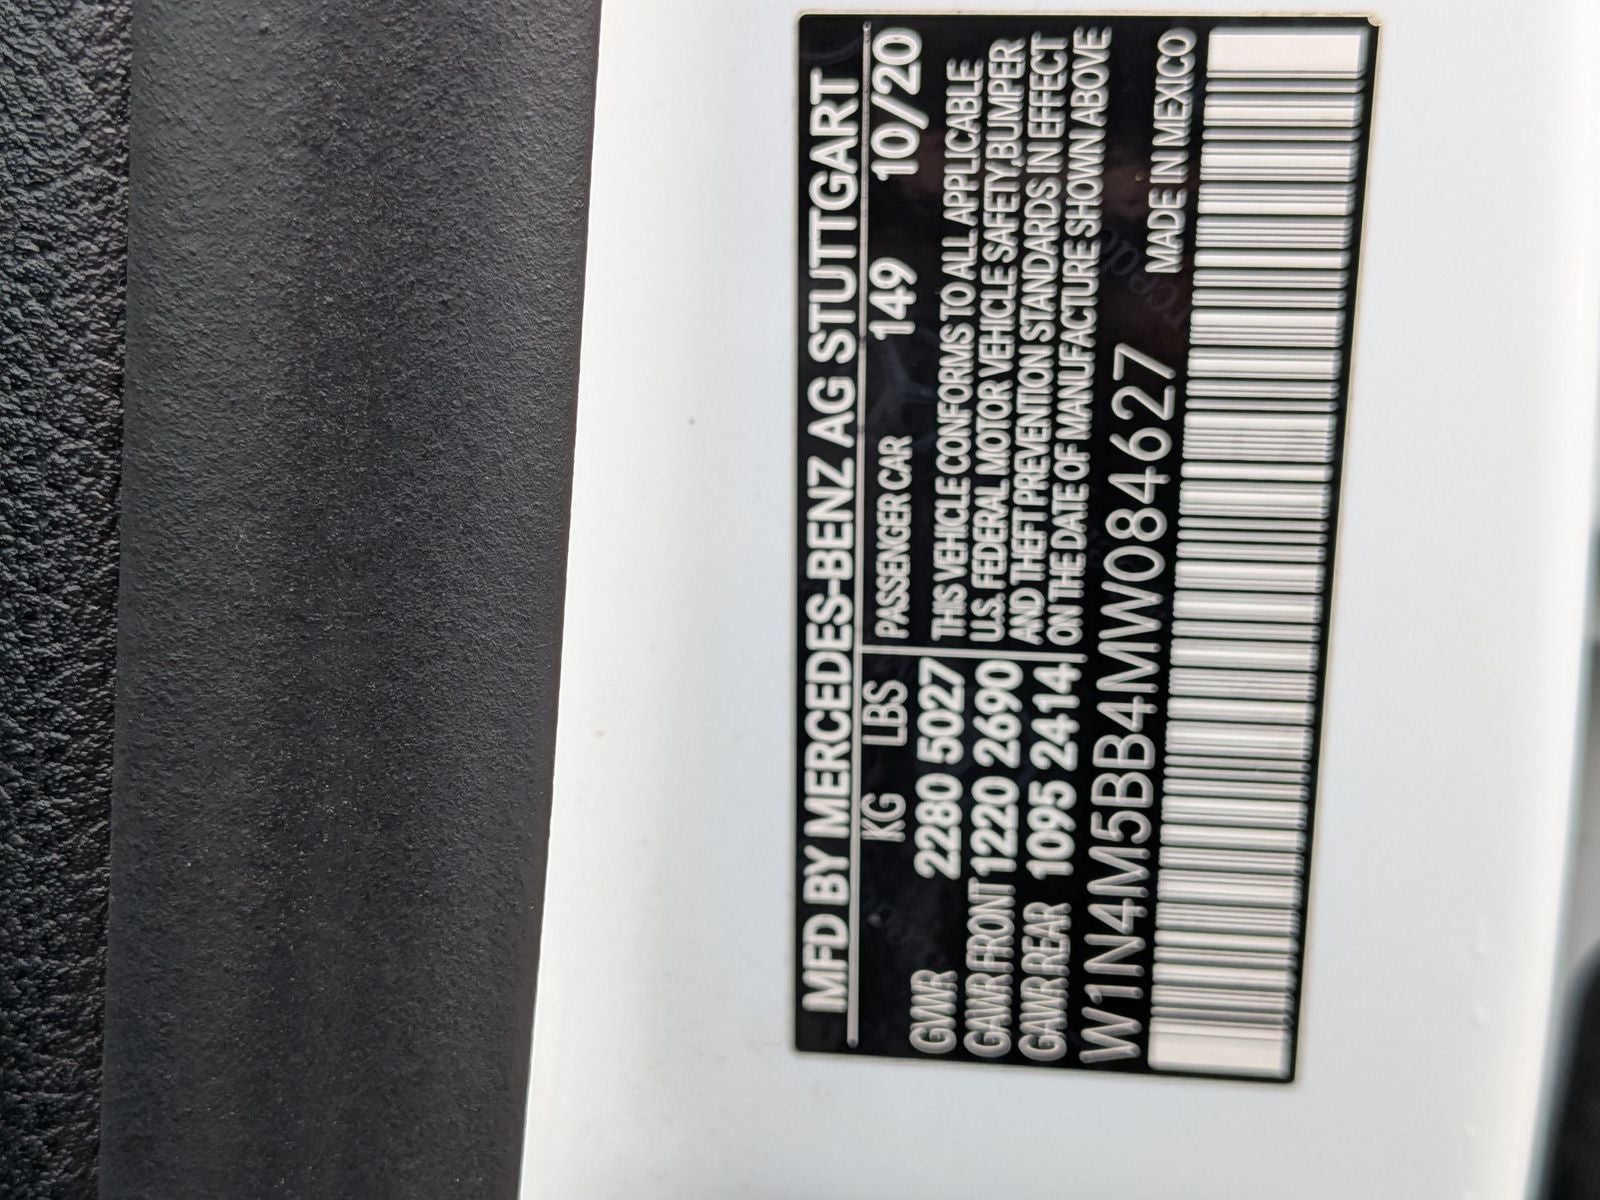 MFD BY MERCEDES-BENZ AG STUTTGART
KG LBS
GVWR 2280 5027
GAWR FRONT 1220 2690
GAWR REAR 1095 2414
PASSENGER CAR 149 10/20
THIS VEHICLE CONFORMS TO ALL APPLICABLE
U.S. FEDERAL MOTOR VEHICLE SAFETY,BUMPER
AND THEFT PREVENTION STANDARDS IN EFFECT
ON THE DATE OF MANUFACTURE SHOWN ABOVE
W1N4M5BB4MW084627
MADE IN MEXICO